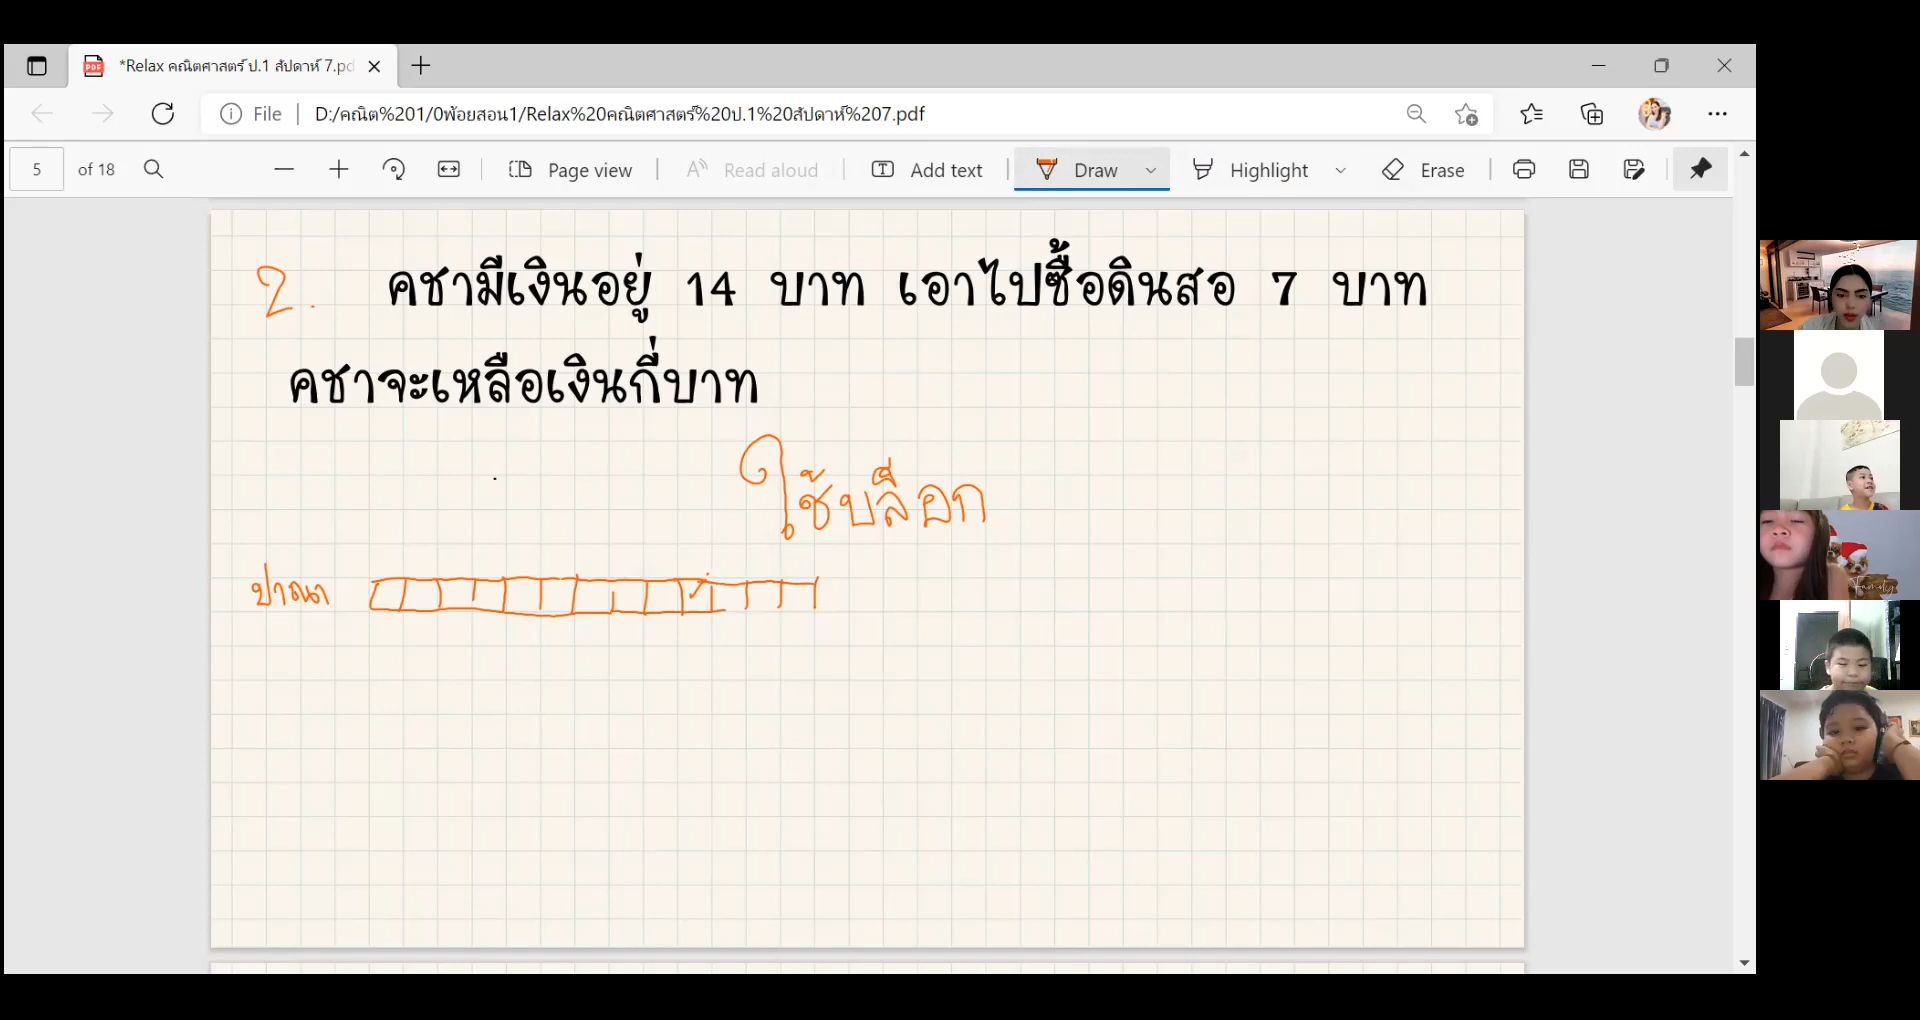 *Relax คณิตศาสตร์ ป.1 สัปดาห์ 7.pd
File D:/คณิต%201/0พ้อยสอน1/Relax%20คณิตศาสตร์%20ป.1%20สัปดาห์%207.pdf
5 of 18 Page view Read aloud Add text Draw Highlight Erase
2. คชามีเงินอยู่ 14 บาท เอาไปซื้อดินสอ 7 บาท
คชาจะเหลือเงินกี่บาท
ใช้บล็อก
Family